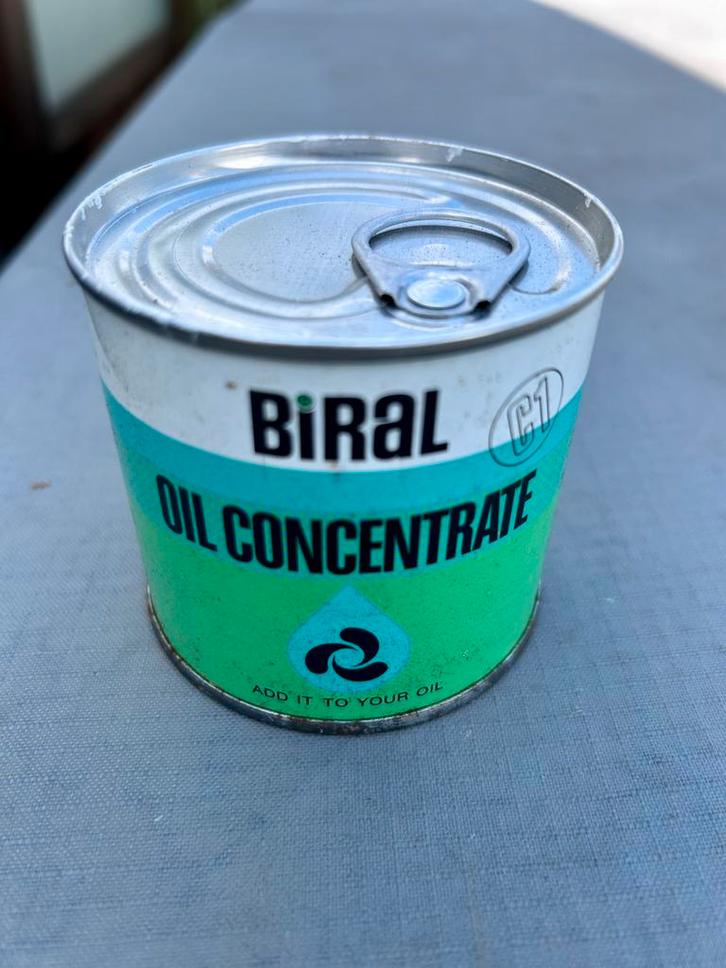 BiRaL
C1
OIL CONCENTRATE
ADD IT TO YOUR OIL